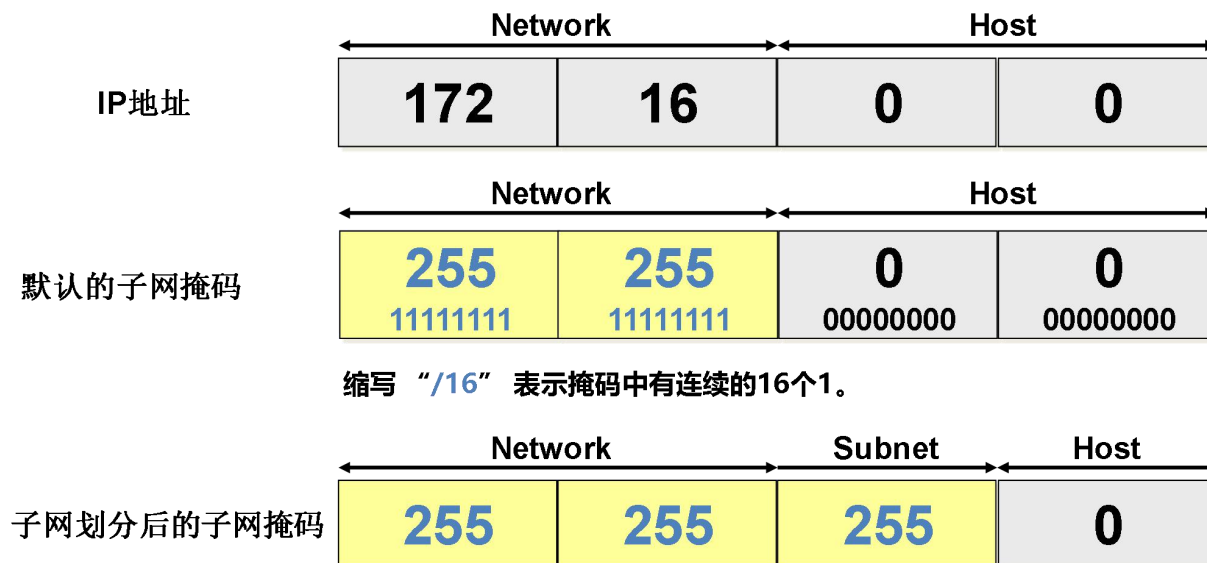 Network Host
IP地址 172 16 0 0
Network Host
默认的子网掩码 255 255 0 0
11111111 11111111 00000000 00000000
缩写 “/16” 表示掩码中有连续的16个1。
Network Subnet Host
子网划分后的子网掩码 255 255 255 0